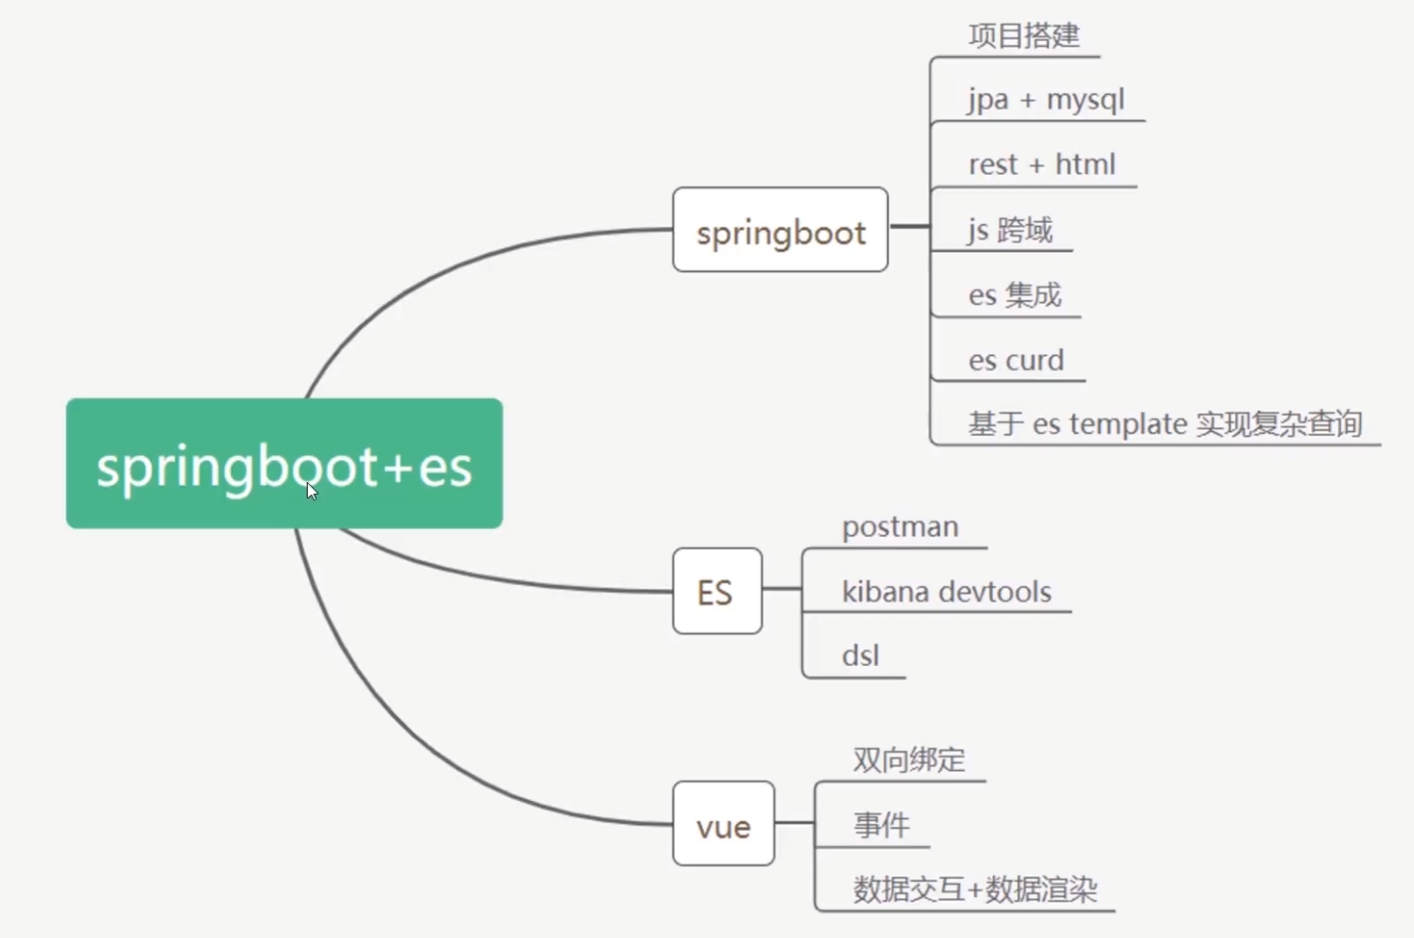 springboot+es
springboot
项目搭建
jpa + mysql
rest + html
js 跨域
es 集成
es curd
基于 es template 实现复杂查询
ES
postman
kibana devtools
dsl
vue
双向绑定
事件
数据交互+数据渲染